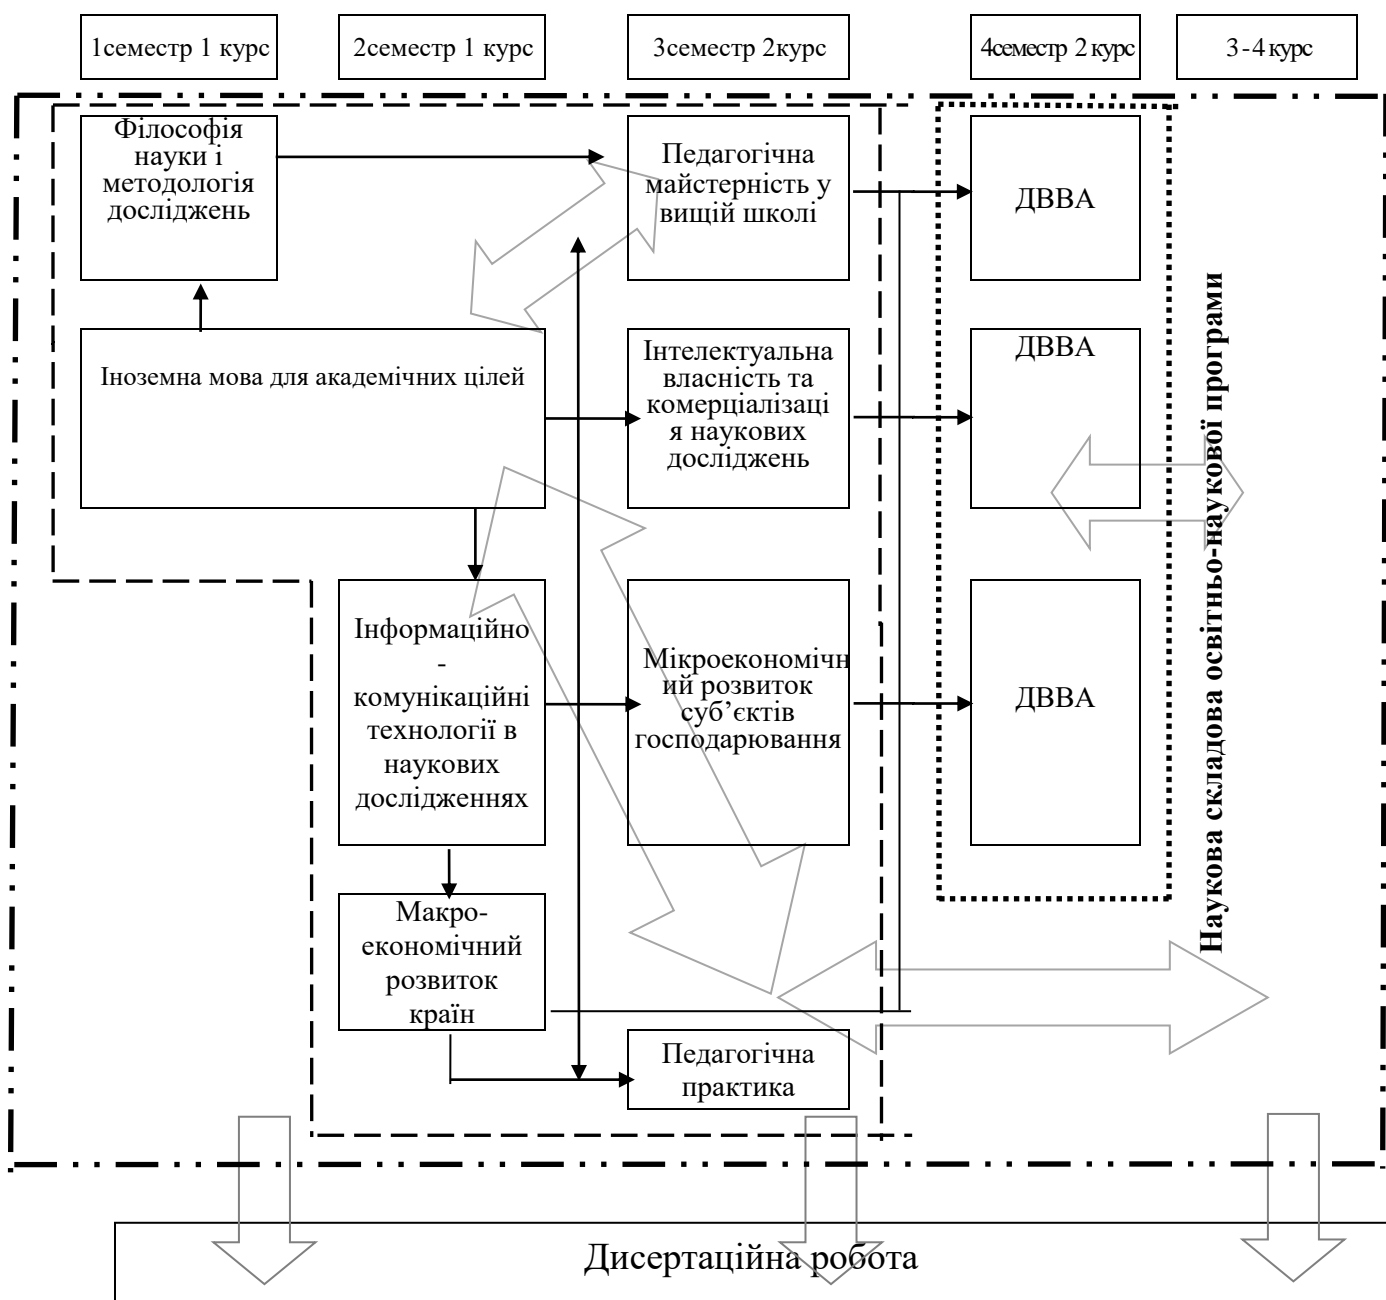 1семестр 1 курс
2семестр 1 курс
3семестр 2курс
4семестр 2 курс
3-4 курс
Філософія
науки і
методологія
досліджень
Педагогічна
майстерність у
вищій школі
ДВВА
Іноземна мова для академічних цілей
Інтелектуальна
власність та
комерціалізаці
я наукових
досліджень
ДВВА
Інформаційно
-
комунікаційні
технології в
наукових
дослідженнях
Мікроекономічн
ий розвиток
суб’єктів
господарювання
ДВВА
Наукова складова освітньо-наукової програми
Макро-
економічний
розвиток
країн
Педагогічна
практика
Дисертаційна робота